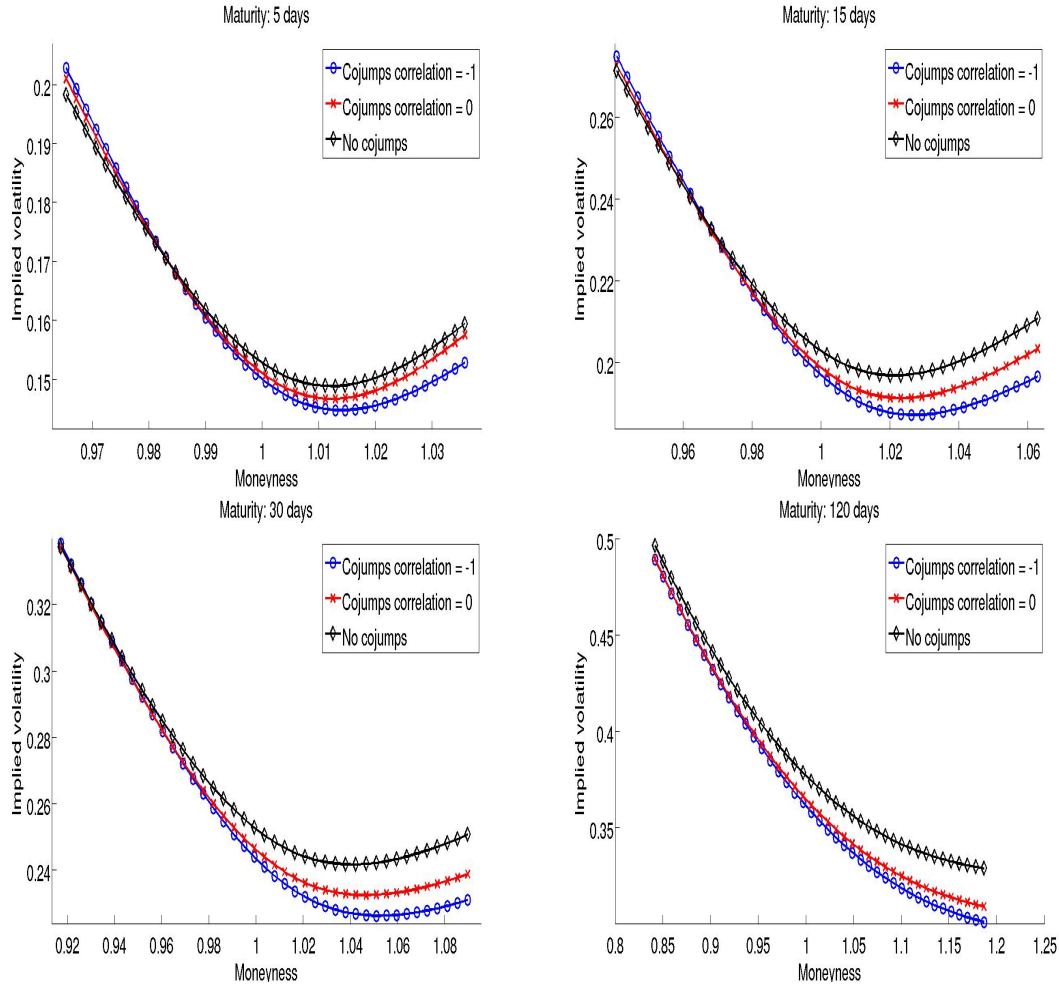 Maturity: 5 days
Implied volatility
0.2
0.19
0.18
0.17
0.16
0.15
Cojumps correlation = -1
Cojumps correlation = 0
No cojumps
0.97 0.98 0.99 1 1.01 1.02 1.03
Moneyness
Maturity: 15 days
Implied volatility
0.26
0.24
0.22
0.2
Cojumps correlation = -1
Cojumps correlation = 0
No cojumps
0.96 0.98 1 1.02 1.04 1.06
Moneyness
Maturity: 30 days
Implied volatility
0.32
0.3
0.28
0.26
0.24
Cojumps correlation = -1
Cojumps correlation = 0
No cojumps
0.92 0.94 0.96 0.98 1 1.02 1.04 1.06 1.08
Moneyness
Maturity: 120 days
Implied volatility
0.5
0.45
0.4
0.35
Cojumps correlation = -1
Cojumps correlation = 0
No cojumps
0.8 0.85 0.9 0.95 1 1.05 1.1 1.15 1.2 1.25
Moneyness